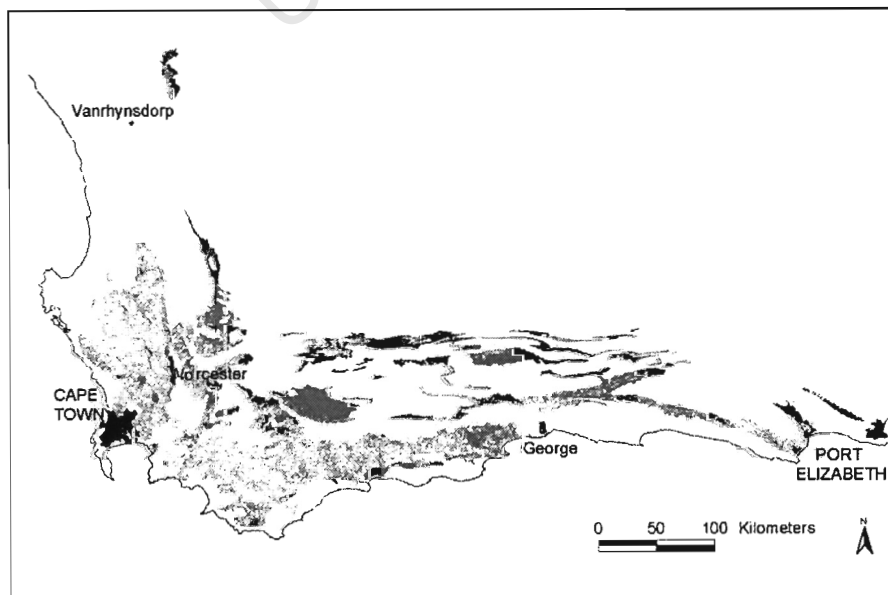 Vanrhynsdorp
Worcester
CAPE
TOWN
George
PORT
ELIZABETH
0 50 100 Kilometers
N